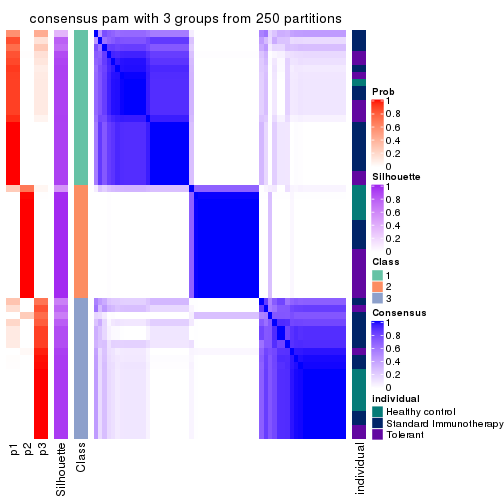 consensus pam with 3 groups from 250 partitions
Prob
1
0.8
0.6
0.4
0.2
0
Silhouette
1
0.8
0.6
0.4
0.2
0
Class
1
2
3
Consensus
1
0.8
0.6
0.4
0.2
0
individual
Healthy control
Standard Immunotherapy
Tolerant
p1
p2
p3
Silhouette
Class
individual